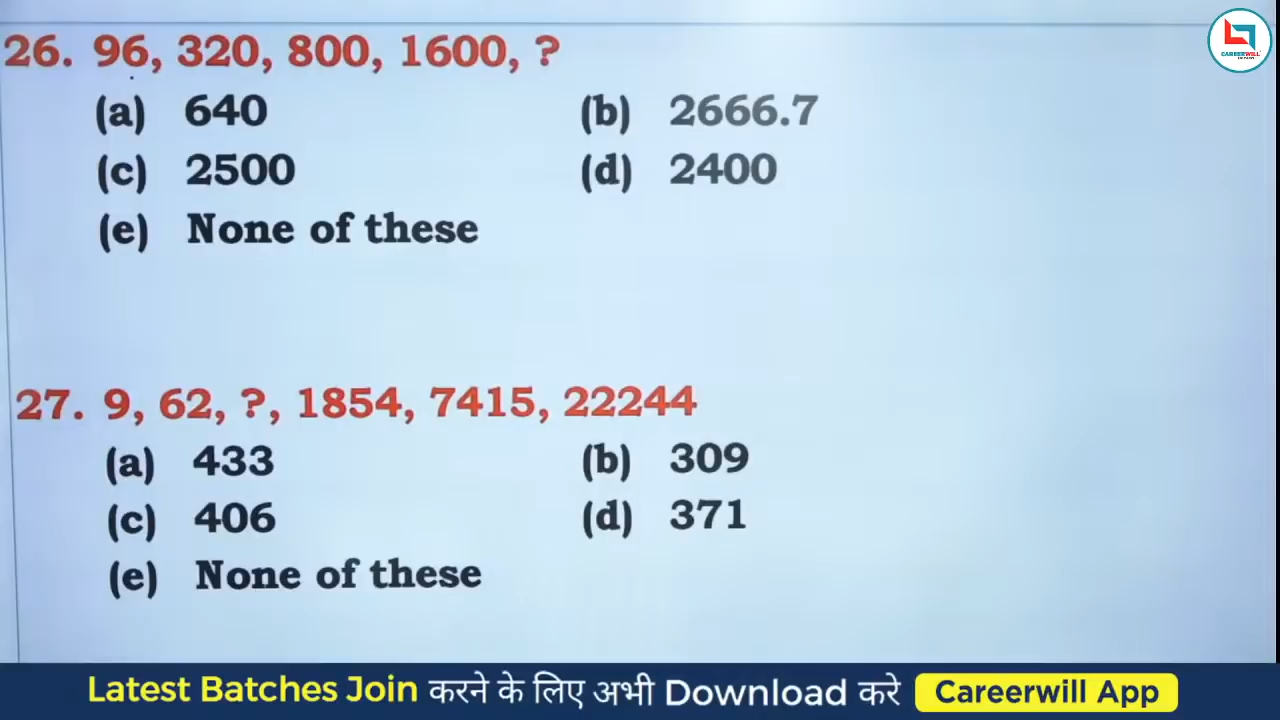 26. 96, 320, 800, 1600, ?
(a) 640 (b) 2666.7
(c) 2500 (d) 2400
(e) None of these
27. 9, 62, ?, 1854, 7415, 22244
(a) 433 (b) 309
(c) 406 (d) 371
(e) None of these
CAREERWILL
Latest Batches Join करने के लिए अभी Download करे Careerwill App